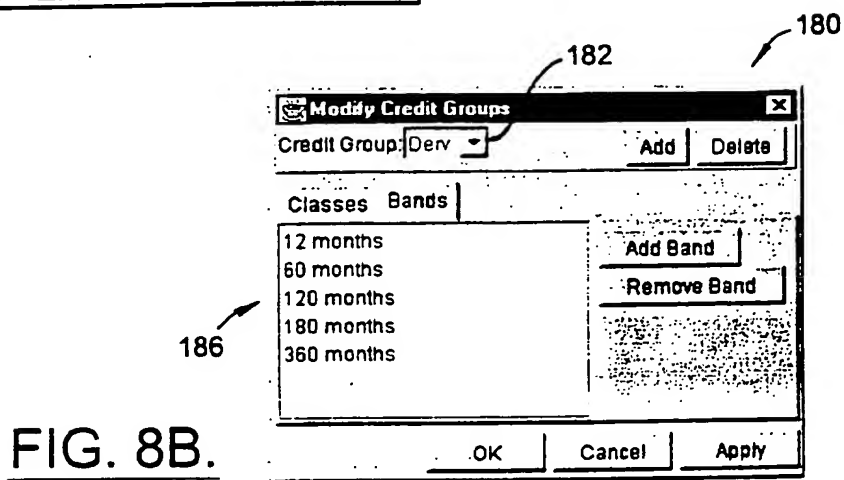 180
182
Modify Credit Groups
Credit Group: Derv
Add Delete
Classes Bands
12 months
60 months
120 months
180 months
360 months
Add Band
Remove Band
186
OK Cancel Apply
FIG. 8B.